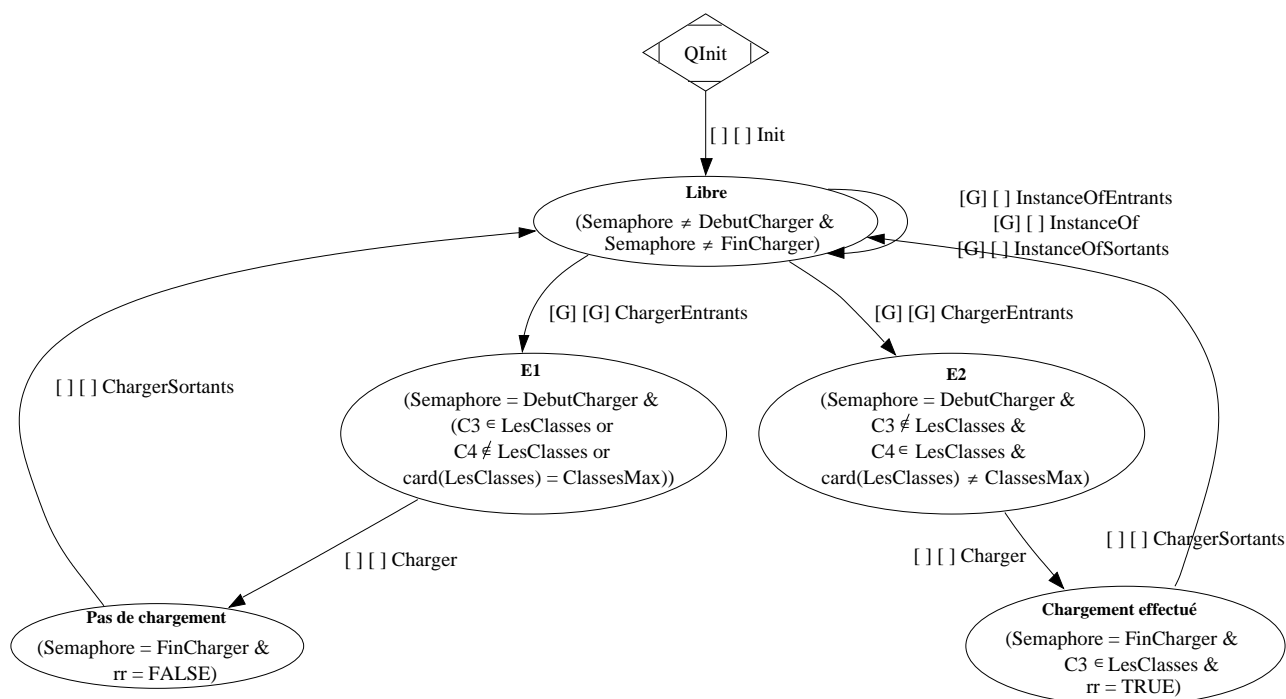 QInit
[ ] [ ] Init
Libre
(Semaphore ≠ DebutCharger &
Semaphore ≠ FinCharger)
[G] [ ] InstanceOfEntrants
[G] [ ] InstanceOf
[G] [ ] InstanceOfSortants
[G] [G] ChargerEntrants
[G] [G] ChargerEntrants
[ ] [ ] ChargerSortants
E1
(Semaphore = DebutCharger &
(C3 ∈ LesClasses or
C4 ∉ LesClasses or
card(LesClasses) = ClassesMax))
E2
(Semaphore = DebutCharger &
C3 ∉ LesClasses &
C4 ∈ LesClasses &
card(LesClasses) ≠ ClassesMax)
[ ] [ ] Charger
[ ] [ ] Charger
[ ] [ ] ChargerSortants
Pas de chargement
(Semaphore = FinCharger &
rr = FALSE)
Chargement effectué
(Semaphore = FinCharger &
C3 ∈ LesClasses &
rr = TRUE)